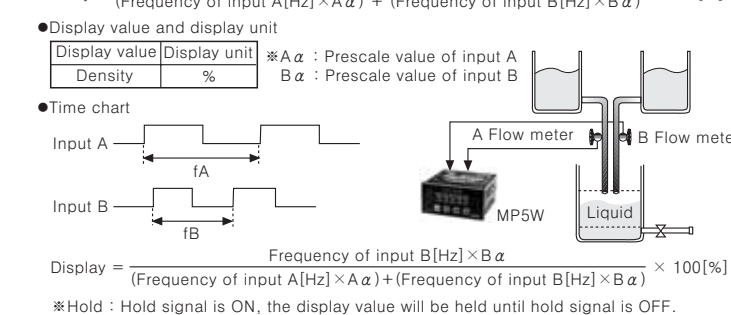 (Frequency of input A[Hz]×Aα) + (Frequency of input B[Hz]×Bα)
●Display value and display unit
Display value Display unit
Density %
※Aα : Prescale value of input A
Bα : Prescale value of input B
●Time chart
Input A
fA
Input B
fB
A Flow meter
B Flow mete
MP5W
Liquid
Display = Frequency of input B[Hz]×Bα
(Frequency of input A[Hz]×Aα)+(Frequency of input B[Hz]×Bα) × 100[%]
※Hold : Hold signal is ON, the display value will be held until hold signal is OFF.